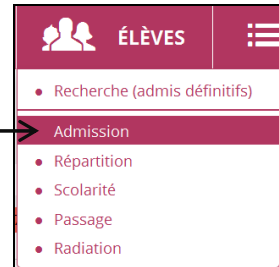 ÉLÈVES
Recherche (admis définitifs)
Admission
Répartition
Scolarité
Passage
Radiation